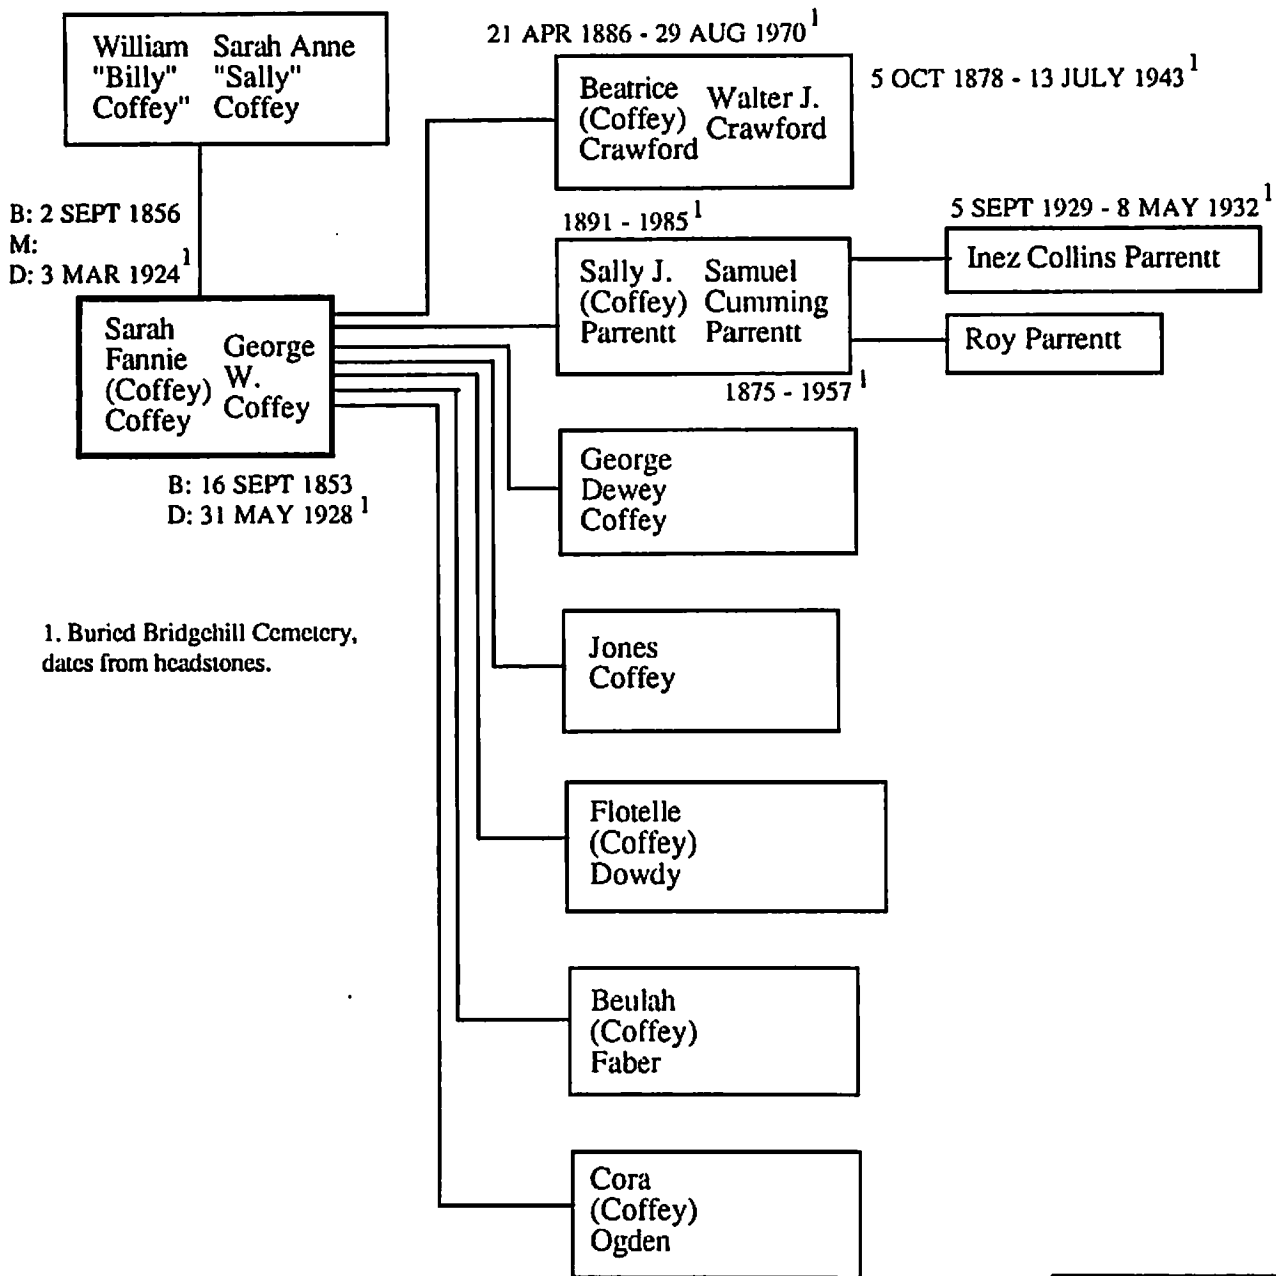 William Sarah Anne
"Billy" "Sally"
Coffey" Coffey
21 APR 1886 - 29 AUG 1970 1
Beatrice
(Coffey)
Crawford
Walter J.
Crawford
5 OCT 1878 - 13 JULY 1943 1
B: 2 SEPT 1856
M:
D: 3 MAR 1924 1
1891 - 1985 1
Sally J. Samuel
(Coffey) Cumming
Parrentt Parrentt
1875 - 1957 1
5 SEPT 1929 - 8 MAY 1932 1
Inez Collins Parrentt
Roy Parrentt
Sarah
Fannie
(Coffey)
Coffey
George
W.
Coffey
B: 16 SEPT 1853
D: 31 MAY 1928 1
George
Dewey
Coffey
1. Buried Bridgehill Cemetery,
dates from headstones.
Jones
Coffey
Flotelle
(Coffey)
Dowdy
Beulah
(Coffey)
Faber
Cora
(Coffey)
Ogden